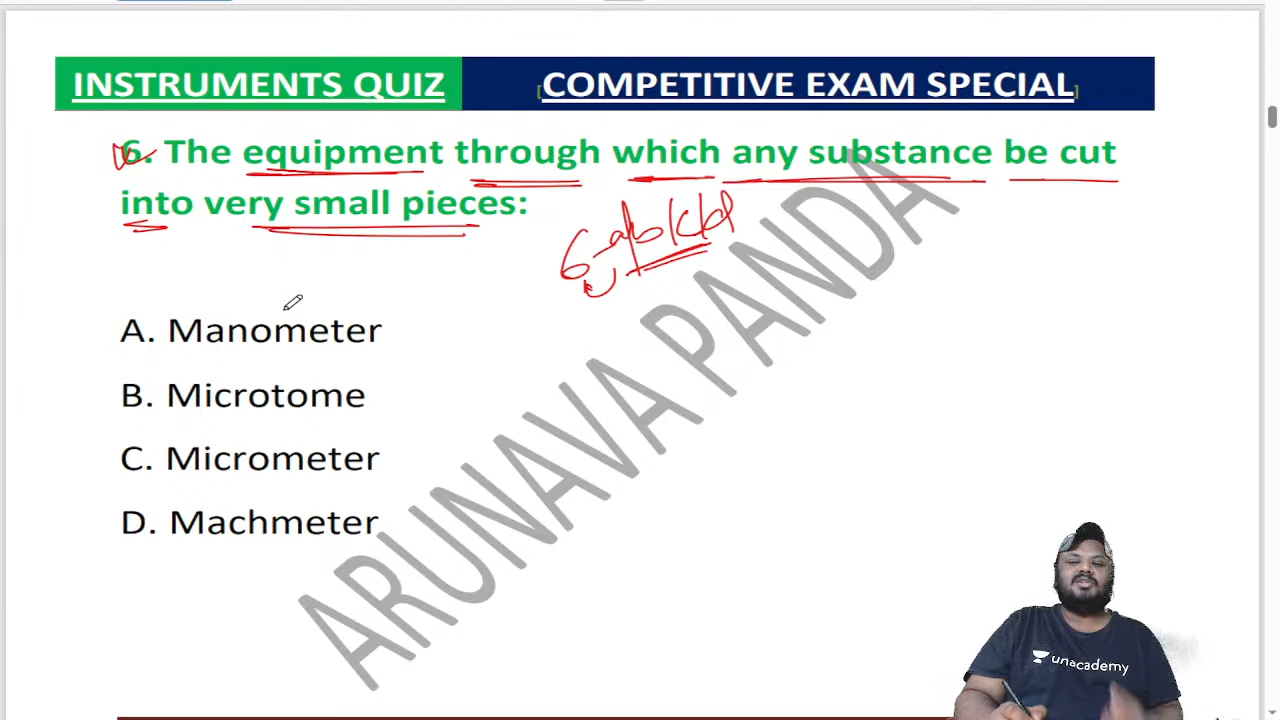 INSTRUMENTS QUIZ
[COMPETITIVE EXAM SPECIAL]
6. The equipment through which any substance be cut
into very small pieces:
6-a/b/c/d
A. Manometer
B. Microtome
C. Micrometer
D. Machmeter
ARUNAVA PANDA
unacademy